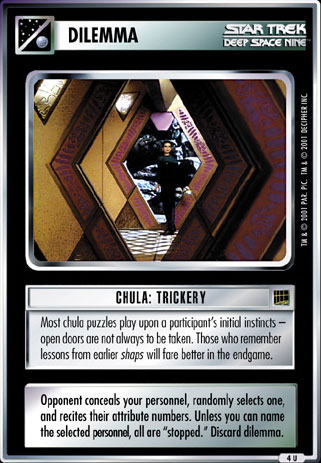 DILEMMA
STAR TREK
DEEP SPACE NINE™
TM & © 2001 PAR. PIC. TM & © 2001 DECIPHER INC.
CHULA: TRICKERY
Most chula puzzles play upon a participant's initial instincts –
open doors are not always to be taken. Those who remember
lessons from earlier shaps will fare better in the endgame.
Opponent conceals your personnel, randomly selects one,
and recites their attribute numbers. Unless you can name
the selected personnel, all are "stopped." Discard dilemma.
4 U